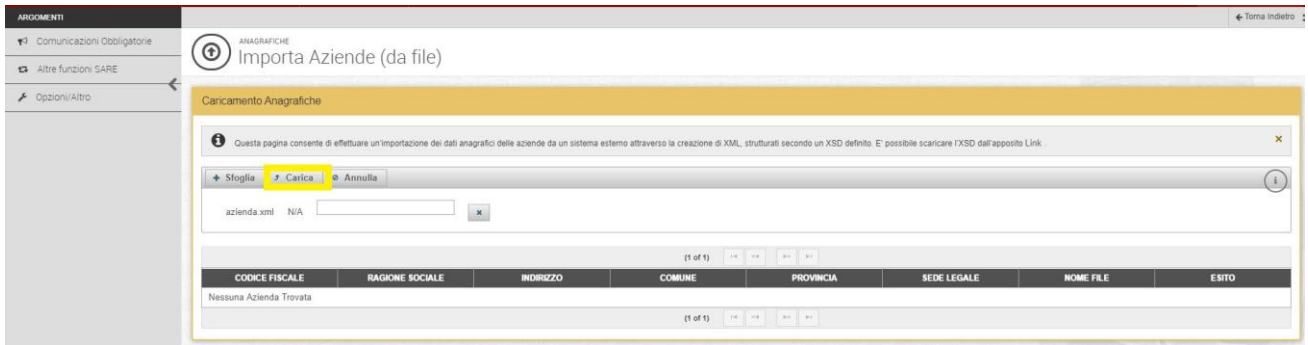 ARGOMENTI
Torna Indietro
Comunicazioni Obbligatorie
Altre funzioni SARE
Opzioni/Altro
ANAGRAFICHE
Importa Aziende (da file)
Caricamento Anagrafiche
Questa pagina consente di effettuare un'importazione dei dati anagrafici delle aziende da un sistema esterno attraverso la creazione di XML, strutturati secondo un XSD definito. E' possibile scaricare l'XSD dall'apposito Link .
Sfoglia Carica Annulla
azienda.xml N/A
(1 of 1)
CODICE FISCALE RAGIONE SOCIALE INDIRIZZO COMUNE PROVINCIA SEDE LEGALE NOME FILE ESITO
Nessuna Azienda Trovata
(1 of 1)